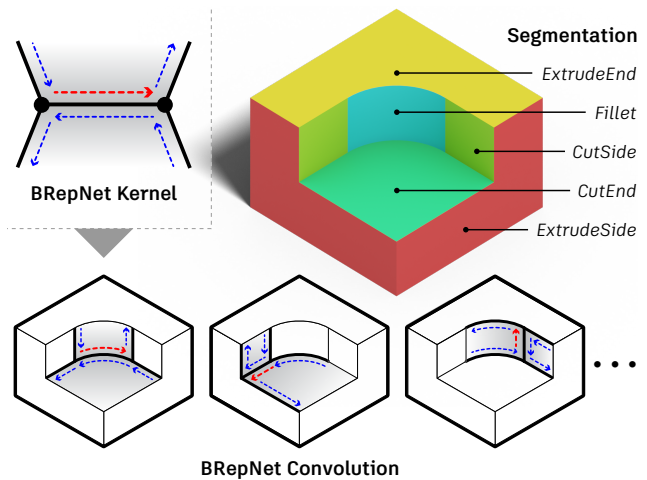 Segmentation
ExtrudeEnd
Fillet
CutSide
CutEnd
ExtrudeSide
BRepNet Kernel
BRepNet Convolution